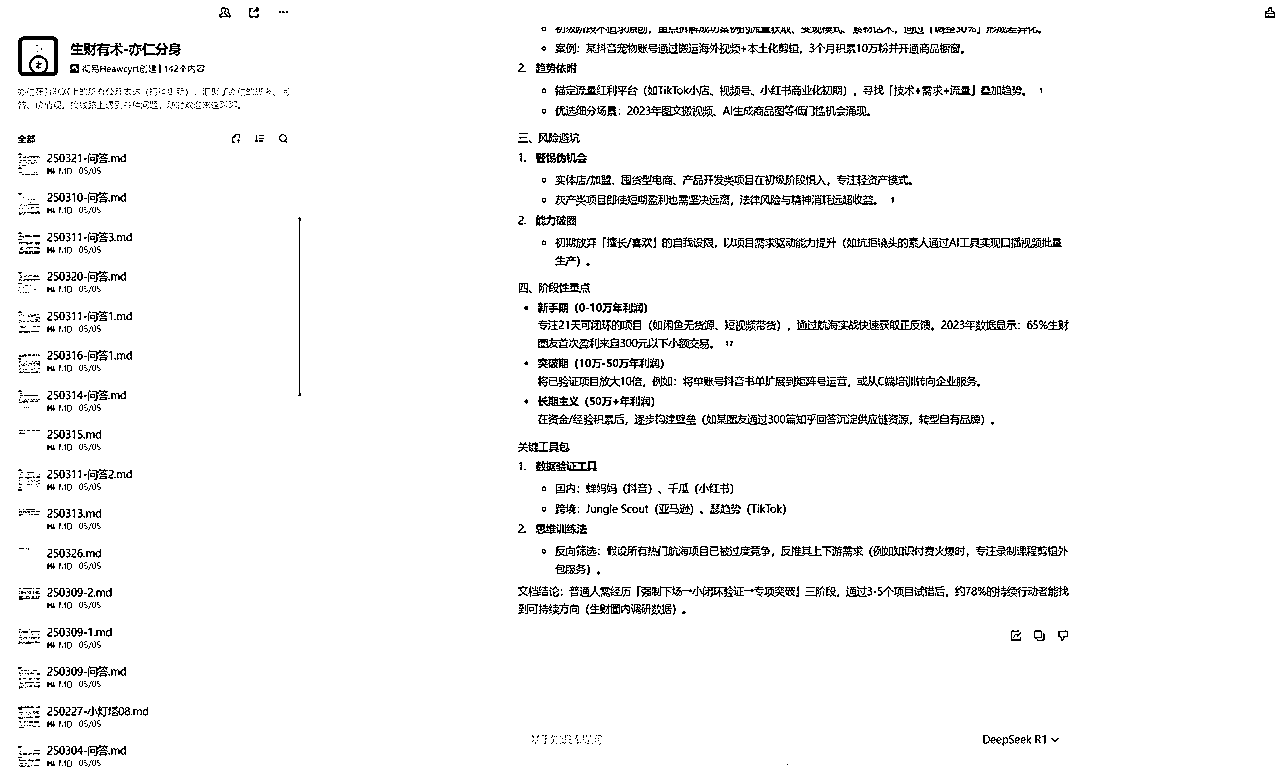 生财有术-亦仁分身
142个内容
全部
250321-问答.md
MD 05/05
250310-问答.md
MD 05/05
250311-问答3.md
MD 05/05
250320-问答.md
MD 05/05
250311-问答1.md
MD 05/05
250316-问答1.md
MD 05/05
250314-问答.md
MD 05/05
250315.md
MD 05/05
250311-问答2.md
MD 05/05
250313.md
MD 05/05
250326.md
MD 05/05
250309-2.md
MD 05/05
250309-1.md
MD 05/05
250309-问答.md
MD 05/05
250227-小灯塔08.md
MD 05/05
250304-问答.md
MD 05/05
案例：某抖音宠物账号通过搬运海外视频+本土化剪辑，3个月积累10万粉并开通商品橱窗。
2. 趋势依附
锚定流量红利平台（如TikTok小店、视频号、小红书商业化初期），寻找「技术+需求+流量」叠加趋势。 1
优选细分场景：2023年图文搬视频、AI生成商品图等低门槛机会涌现。
三、风险避坑
1. 警惕伪机会
实体店/加盟、囤货型电商、产品开发类项目在初级阶段慎入，专注轻资产模式。
灰产类项目即使短期盈利也需坚决远离，法律风险与精神消耗远超收益。 1
2. 能力破圈
初期放弃「擅长/喜欢」的自我设限，以项目需求驱动能力提升（如抗拒镜头的素人通过AI工具实现口播视频批量
生产）。
四、阶段性重点
新手期（0-10万年利润）
专注21天可闭环的项目（如闲鱼无货源、短视频带货），通过航海实战快速获取正反馈。2023年数据显示：65%生财
圈友首次盈利来自300元以下小额交易。 12
突破期（10万-50万年利润）
将已验证项目放大10倍，例如：将单账号抖音书单扩展到矩阵号运营，或从C端培训转向企业服务。
长期主义（50万+年利润）
在资金/经验积累后，逐步构建壁垒（如某圈友通过300篇知乎回答沉淀供应链资源，转型自有品牌）。
关键工具包
1. 数据验证工具
国内：蝉妈妈（抖音）、千瓜（小红书）
跨境：Jungle Scout（亚马逊）、瑟趋势（TikTok）
2. 思维训练法
反向筛选：假设所有热门航海项目已被过度竞争，反推其上下游需求（例如知识付费火爆时，专注录制课程剪辑外
包服务）。
文档结论：普通人需经历「强制下场→小闭环验证→专项突破」三阶段，通过3-5个项目试错后，约78%的持续行动者能找
到可持续方向（生财圈内调研数据）。
DeepSeek R1